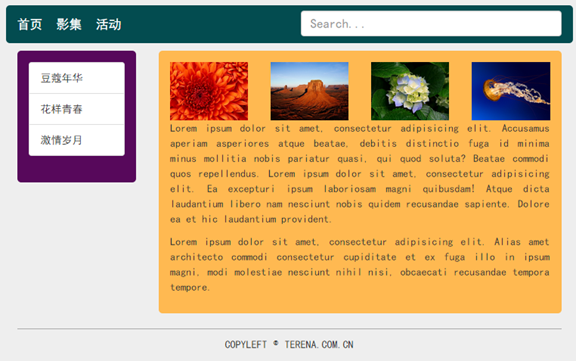 首页 影集 活动 Search...
豆蔻年华
花样青春
激情岁月
Lorem ipsum dolor sit amet, consectetur adipisicing elit. Accusamus
aperiam asperiores atque beatae, debitis distinctio fuga id minima
minus mollitia nobis pariatur quasi, qui quod soluta? Beatae commodi
quos repellendus. Lorem ipsum dolor sit amet, consectetur adipisicing
elit. Ea excepturi ipsum laboriosam magni quibusdam! Atque dicta
laudantium libero nam nesciunt nobis quidem recusandae sapiente. Dolore
ea et hic laudantium provident.
Lorem ipsum dolor sit amet, consectetur adipisicing elit. Alias amet
architecto commodi consectetur cupiditate et ex fuga illo in ipsum
magni, modi molestiae nesciunt nihil nisi, obcaecati recusandae tempora
tempore.
COPYLEFT © TERENA.COM.CN